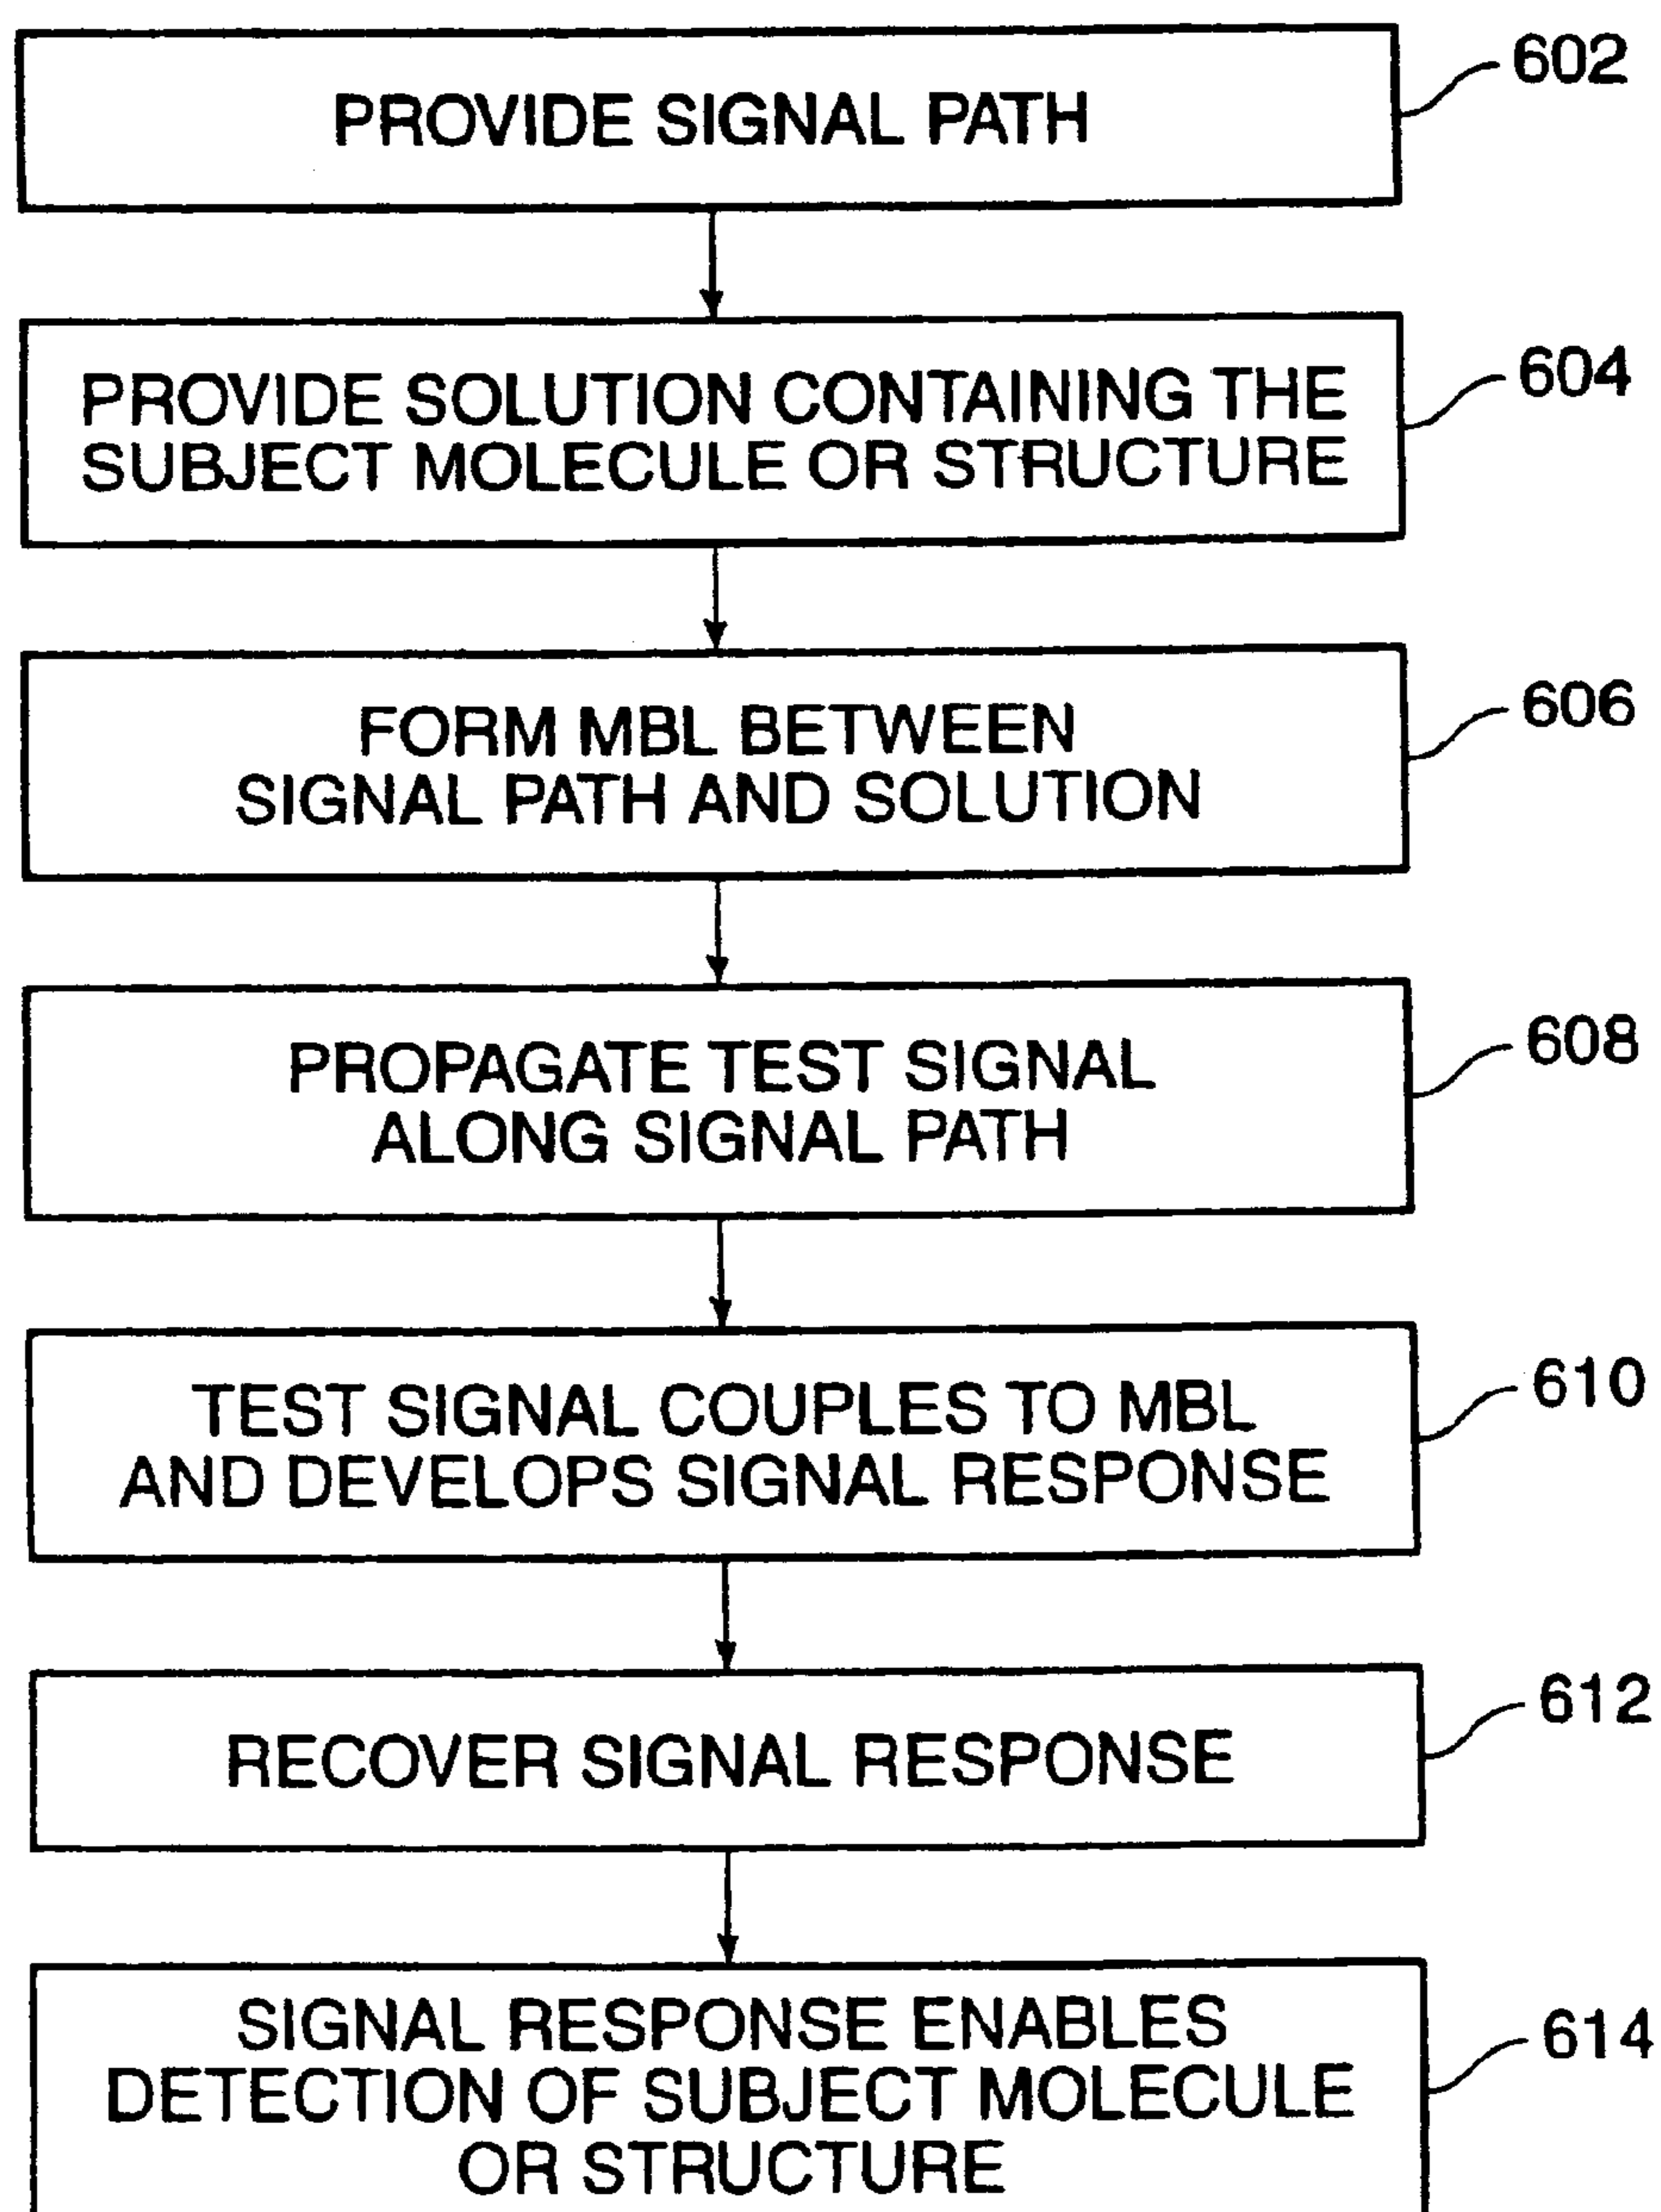 PROVIDE SIGNAL PATH
602
PROVIDE SOLUTION CONTAINING THE
SUBJECT MOLECULE OR STRUCTURE
604
FORM MBL BETWEEN
SIGNAL PATH AND SOLUTION
606
PROPAGATE TEST SIGNAL
ALONG SIGNAL PATH
608
TEST SIGNAL COUPLES TO MBL
AND DEVELOPS SIGNAL RESPONSE
610
RECOVER SIGNAL RESPONSE
612
SIGNAL RESPONSE ENABLES
DETECTION OF SUBJECT MOLECULE
OR STRUCTURE
614